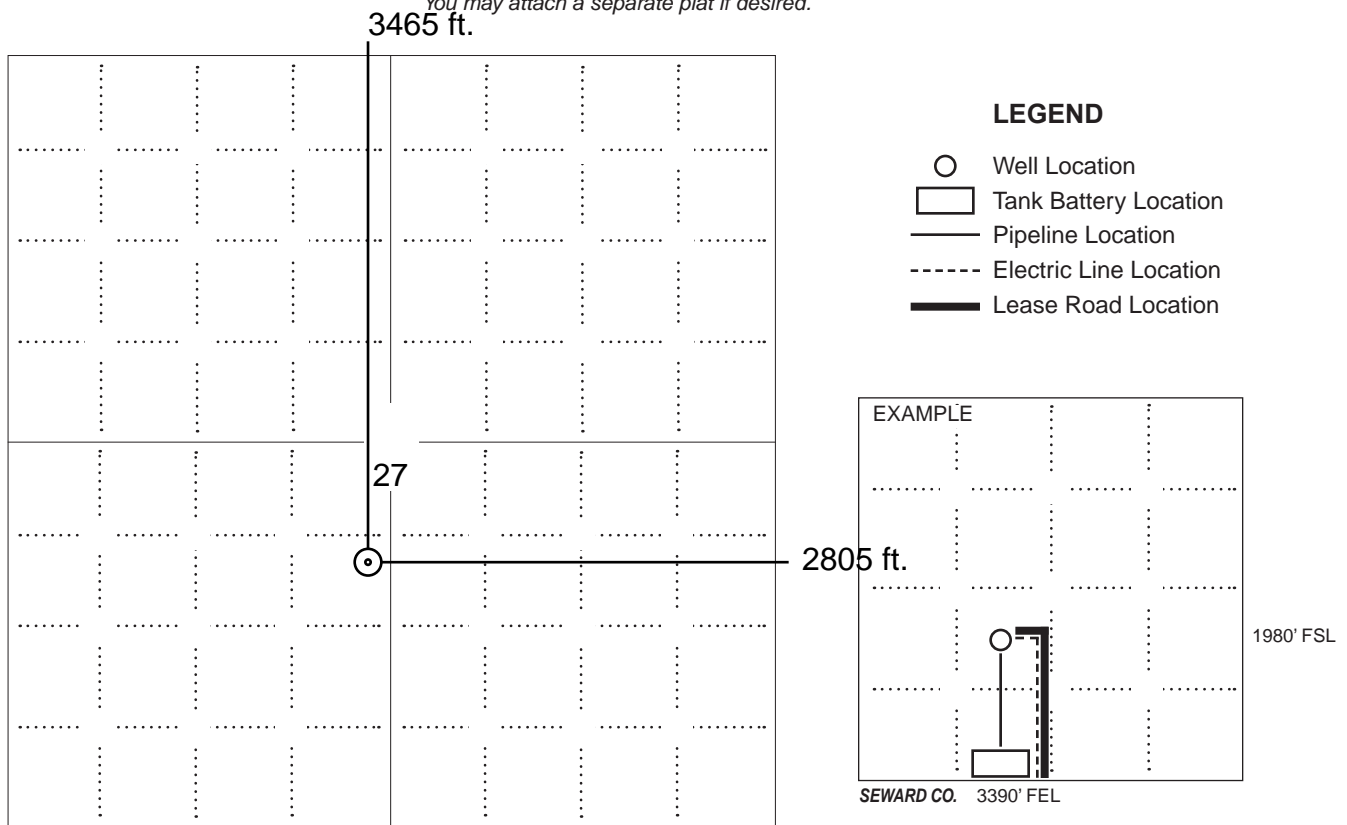 You may attach a separate plat if desired.
3465 ft.
LEGEND
Well Location
Tank Battery Location
Pipeline Location
Electric Line Location
Lease Road Location
EXAMPLE
27
2805 ft.
1980' FSL
SEWARD CO. 3390' FEL